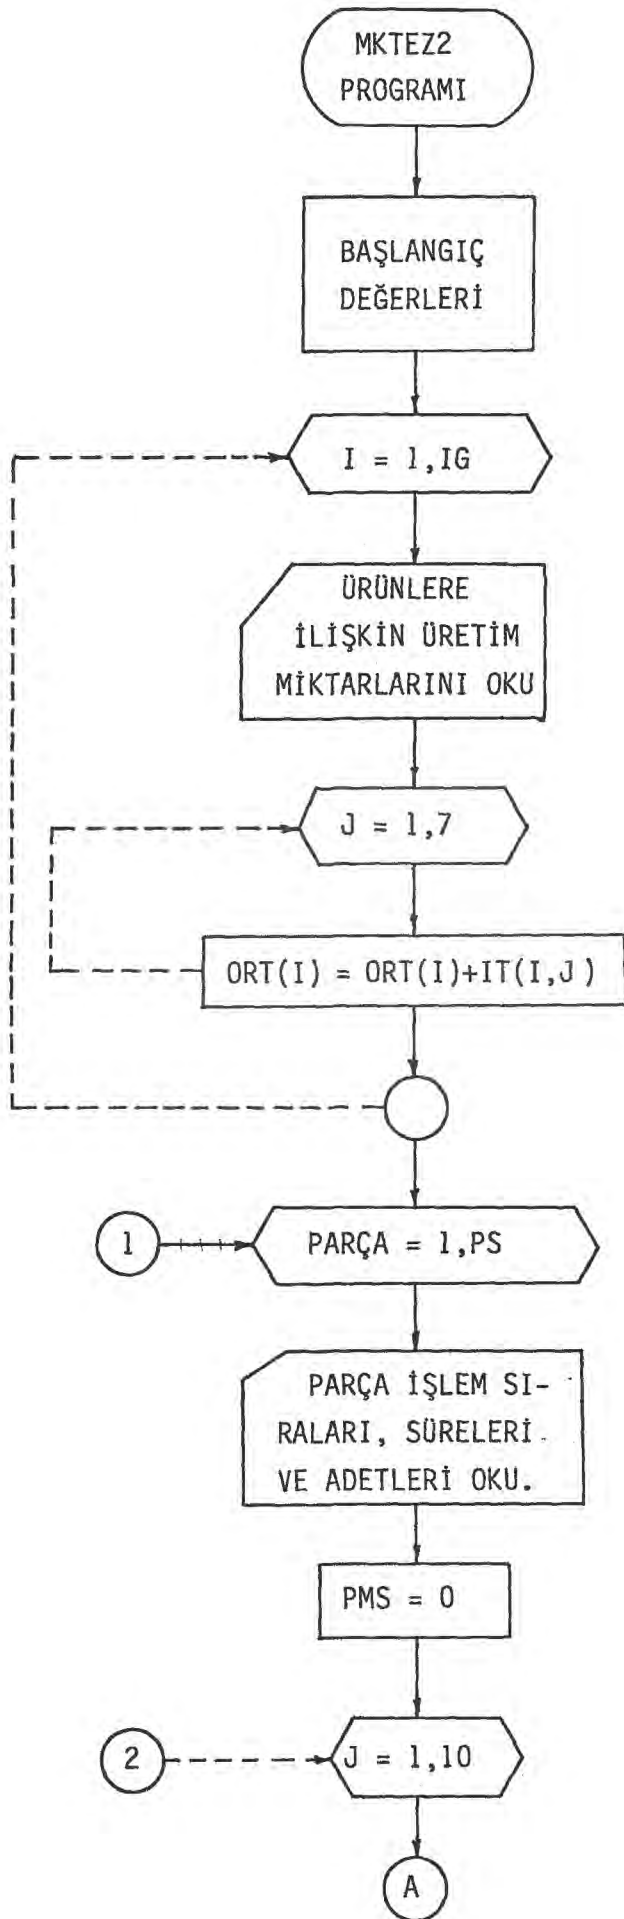 MKTEZ2
PROGRAMI
BAŞLANGIÇ
DEĞERLERİ
I = 1,IG
ÜRÜNLERE
İLİŞKİN ÜRETİM
MİKTARLARINI OKU
J = 1,7
ORT(I) = ORT(I)+IT(I,J)
1
PARÇA = 1,PS
PARÇA İŞLEM SI-
RALARI, SÜRELERİ
VE ADETLERİ OKU.
PMS = 0
2
J = 1,10
A